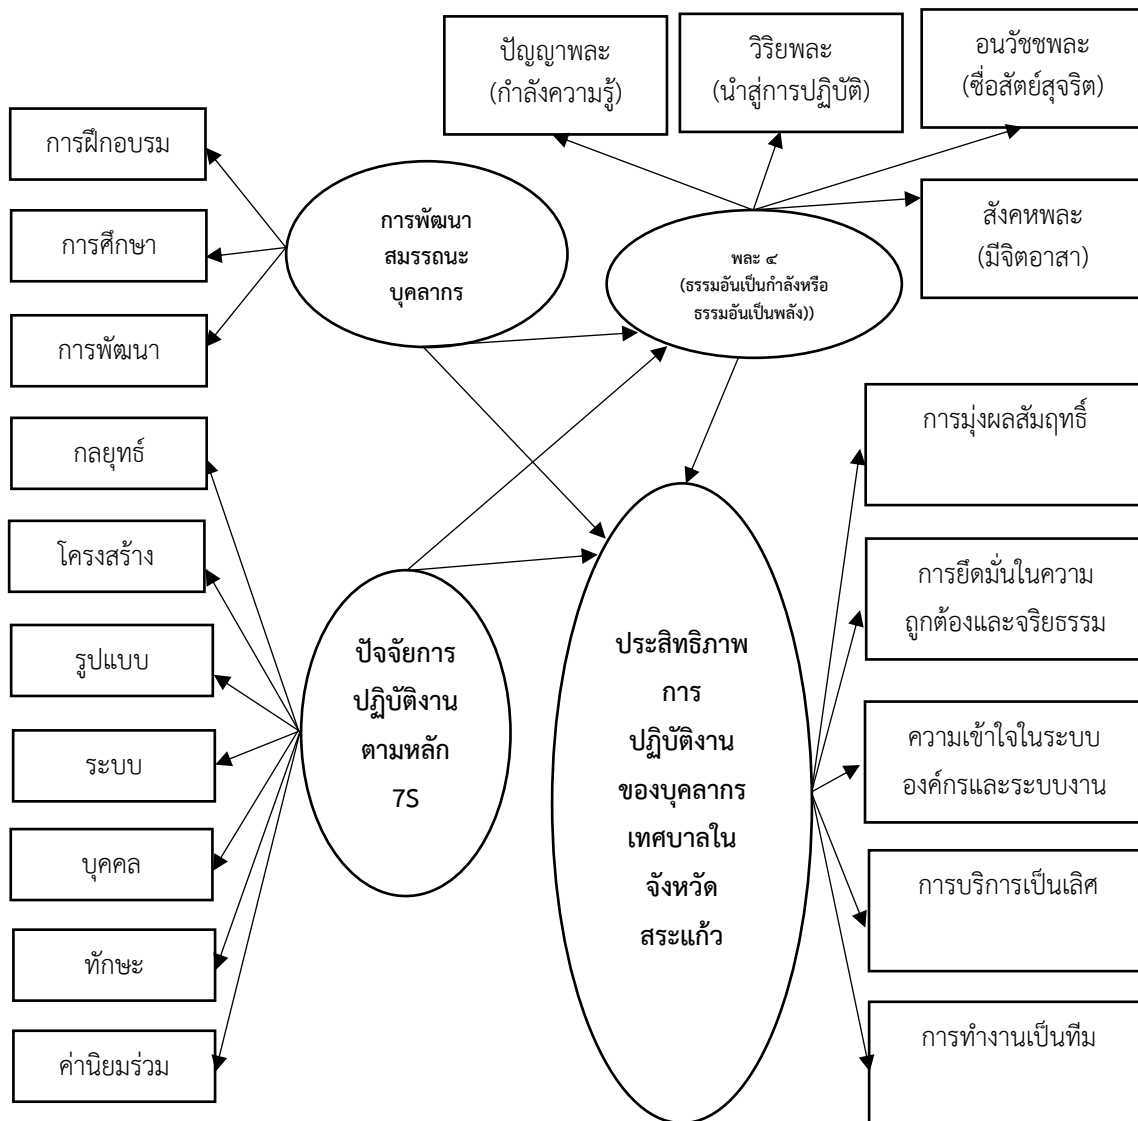 ปัญญาพละ
(กำลังความรู้)
วิริยพละ
(นำสู่การปฏิบัติ)
อนวัชชพละ
(ซื่อสัตย์สุจริต)
สังคหพละ
(มีจิตอาสา)
การฝึกอบรม
การศึกษา
การพัฒนา
การพัฒนา
สมรรถนะ
บุคลากร
พละ ๔
(ธรรมอันเป็นกำลังหรือ
ธรรมอันเป็นพลัง))
กลยุทธ์
โครงสร้าง
รูปแบบ
ระบบ
บุคคล
ทักษะ
ค่านิยมร่วม
ปัจจัยการ
ปฏิบัติงาน
ตามหลัก
7S
ประสิทธิภาพ
การ
ปฏิบัติงาน
ของบุคลากร
เทศบาลใน
จังหวัด
สระแก้ว
การมุ่งผลสัมฤทธิ์
การยึดมั่นในความ
ถูกต้องและจริยธรรม
ความเข้าใจในระบบ
องค์กรและระบบงาน
การบริการเป็นเลิศ
การทำงานเป็นทีม